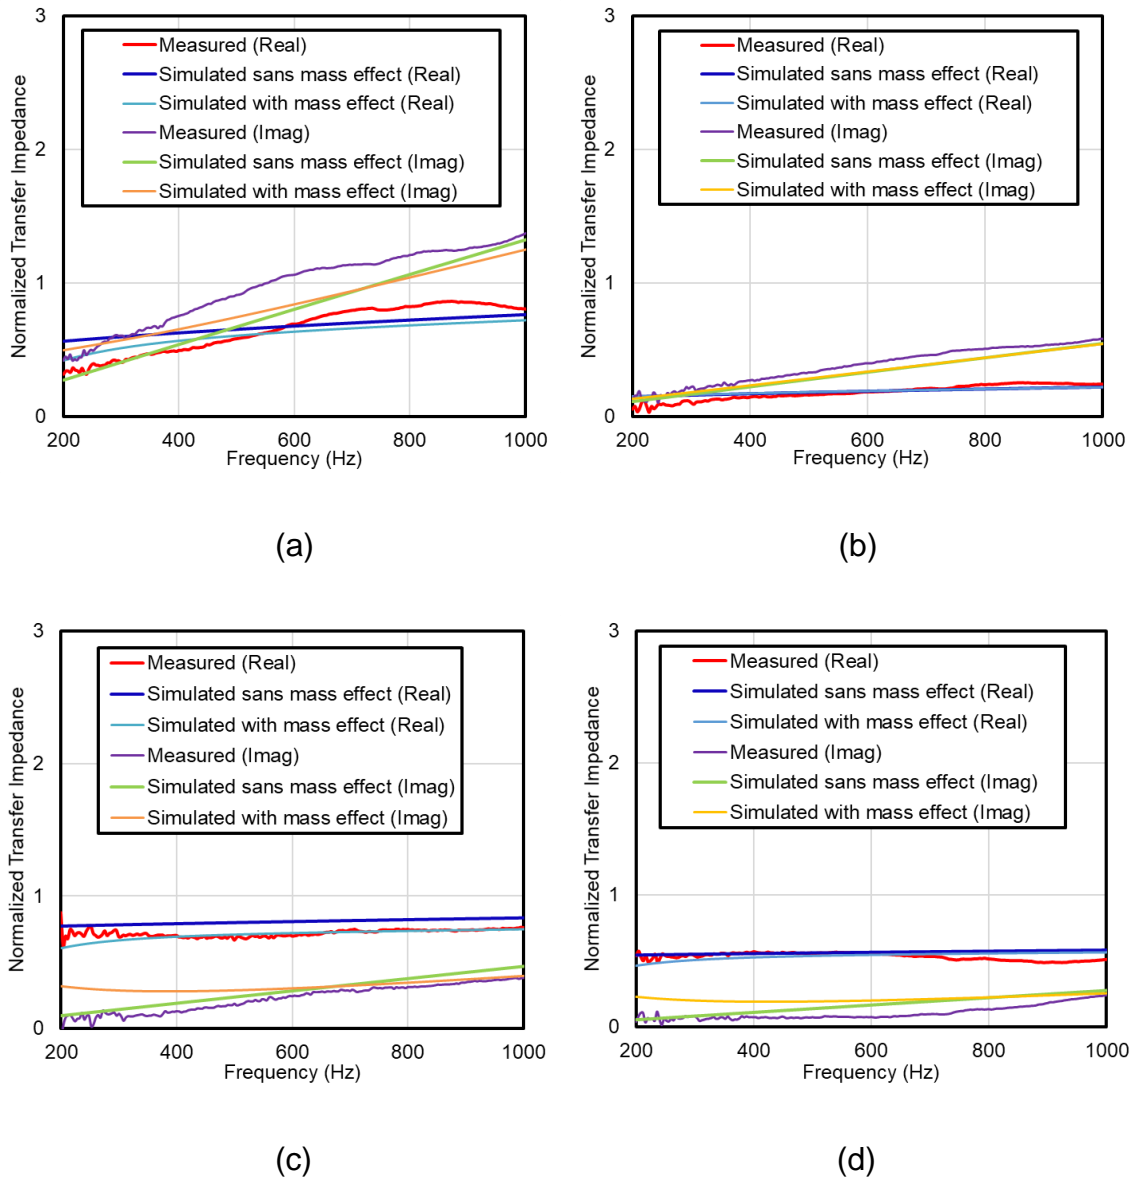 3
2
1
0
Normalized Transfer Impedance
Measured (Real)
Simulated sans mass effect (Real)
Simulated with mass effect (Real)
Measured (Imag)
Simulated sans mass effect (Imag)
Simulated with mass effect (Imag)
200 400 600 800 1000
Frequency (Hz)
(a)
3
2
1
0
Normalized Transfer Impedance
Measured (Real)
Simulated sans mass effect (Real)
Simulated with mass effect (Real)
Measured (Imag)
Simulated sans mass effect (Imag)
Simulated with mass effect (Imag)
200 400 600 800 1000
Frequency (Hz)
(b)
3
2
1
0
Normalized Transfer Impedance
Measured (Real)
Simulated sans mass effect (Real)
Simulated with mass effect (Real)
Measured (Imag)
Simulated sans mass effect (Imag)
Simulated with mass effect (Imag)
200 400 600 800 1000
Frequency (Hz)
(c)
3
2
1
0
Normalized Transfer Impedance
Measured (Real)
Simulated sans mass effect (Real)
Simulated with mass effect (Real)
Measured (Imag)
Simulated sans mass effect (Imag)
Simulated with mass effect (Imag)
200 400 600 800 1000
Frequency (Hz)
(d)